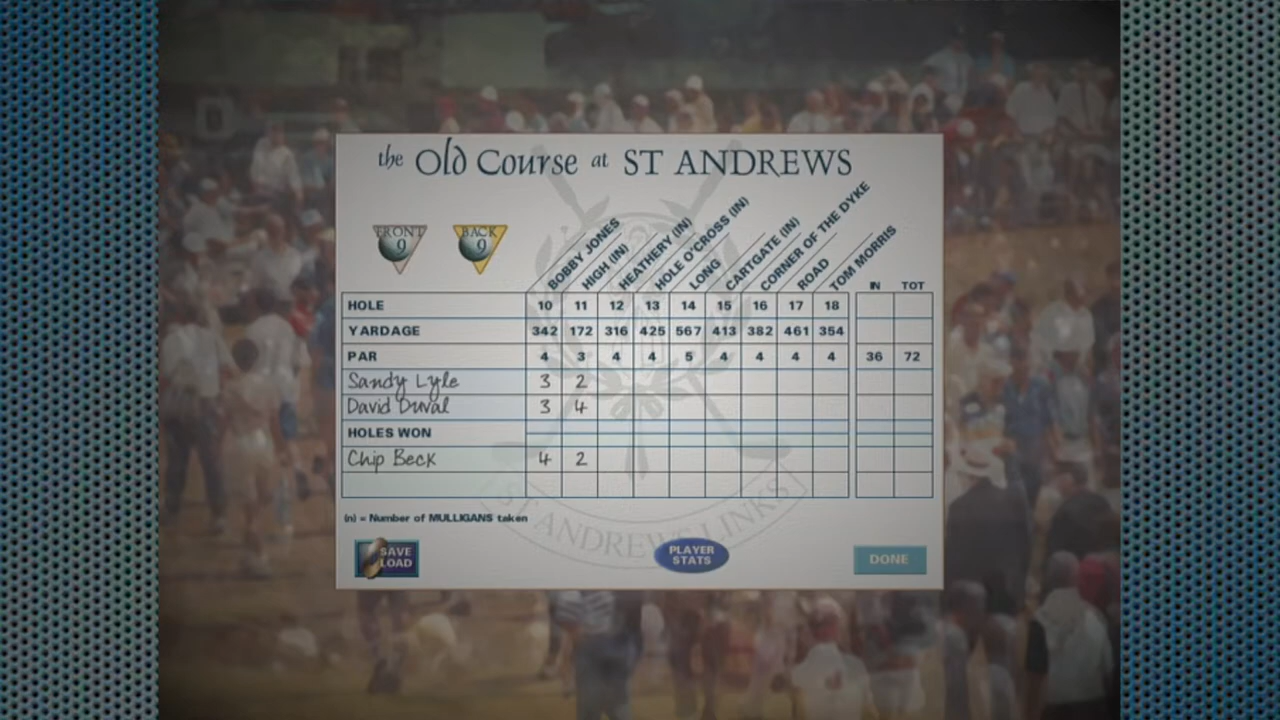 the Old Course at ST ANDREWS
FRONT 9 BACK 9
BOBBY JONES
HIGH (IN)
HEATHERY (IN)
HOLE O'CROSS (IN)
LONG
CARTGATE (IN)
CORNER OF THE DYKE
ROAD
TOM MORRIS
IN TOT
HOLE 10 11 12 13 14 15 16 17 18
YARDAGE 342 172 316 425 567 413 382 461 354
PAR 4 3 4 4 5 4 4 4 4 36 72
Sandy Lyle 3 2
David Duval 3 4
HOLES WON
Chip Beck 4 2
ST ANDREWS LINKS
(n) = Number of MULLIGANS taken
SAVE
LOAD
PLAYER
STATS
DONE